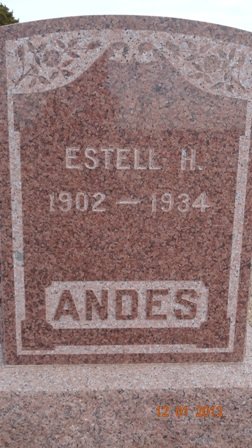 ESTELL H.
1902 — 1934
ANDES